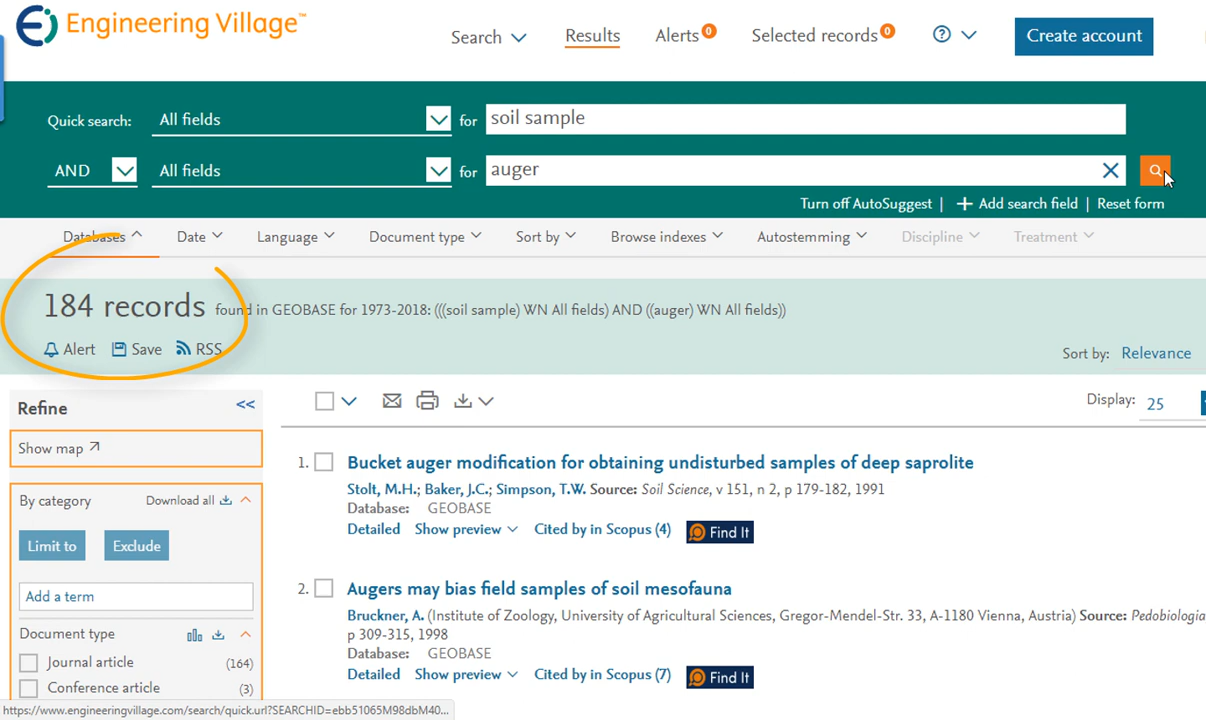 Engineering Village™
Search Results Alerts 0 Selected records 0 ? Create account
Quick search: All fields for soil sample
AND All fields for auger
Turn off AutoSuggest | + Add search field | Reset form
Databases Date Language Document type Sort by Browse indexes Autostemming Discipline Treatment
184 records found in GEOBASE for 1973-2018: (((soil sample) WN All fields) AND ((auger) WN All fields))
Alert Save RSS
Sort by: Relevance
Refine <<
Display: 25
Show map
By category Download all
Limit to Exclude
Add a term
Document type
Journal article (164)
Conference article (3)
1. Bucket auger modification for obtaining undisturbed samples of deep saprolite
Stolt, M.H.; Baker, J.C.; Simpson, T.W. Source: Soil Science, v 151, n 2, p 179-182, 1991
Database: GEOBASE
Detailed Show preview Cited by in Scopus (4) Find It
2. Augers may bias field samples of soil mesofauna
Bruckner, A. (Institute of Zoology, University of Agricultural Sciences, Gregor-Mendel-Str. 33, A-1180 Vienna, Austria) Source: Pedobiologia
p 309-315, 1998
Database: GEOBASE
Detailed Show preview Cited by in Scopus (7) Find It
https://www.engineeringvillage.com/search/quick.url?SEARCHID=ebb51065M98dbM40...